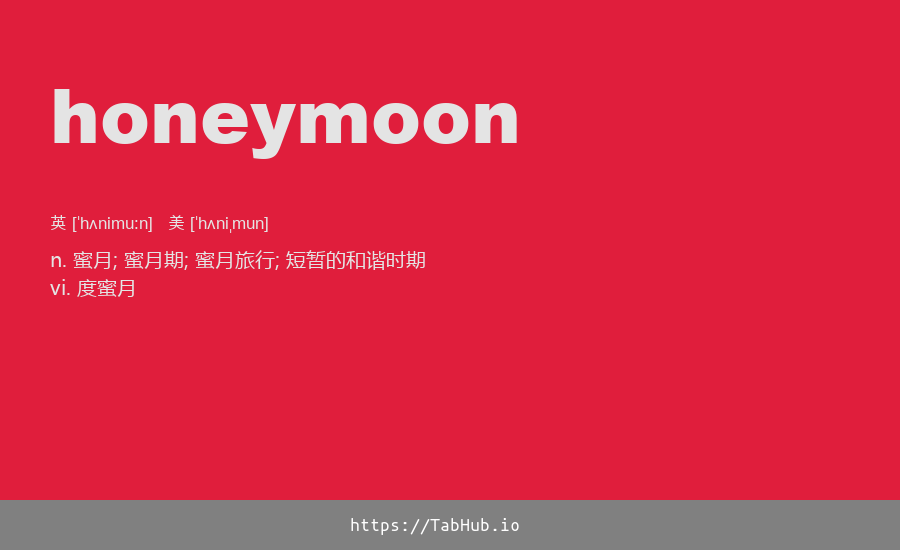 honeymoon
英 [ˈhʌnimuːn] 美 [ˈhʌniˌmun]
n. 蜜月; 蜜月期; 蜜月旅行; 短暂的和谐时期
vi. 度蜜月
https://TabHub.io